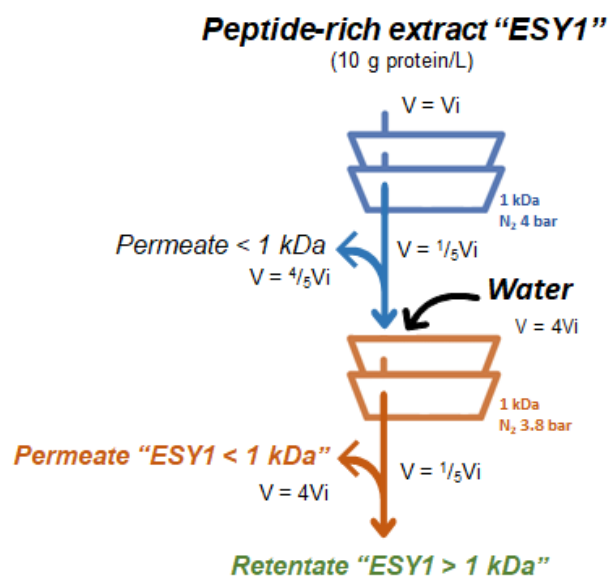 Peptide-rich extract “ESY1”
(10 g protein/L)
V = Vi
1 kDa
N₂ 4 bar
Permeate < 1 kDa
V = ⁴/₅Vi
V = ¹/₅Vi
Water
V = 4Vi
1 kDa
N₂ 3.8 bar
Permeate “ESY1 < 1 kDa”
V = 4Vi
V = ¹/₅Vi
Retentate “ESY1 > 1 kDa”